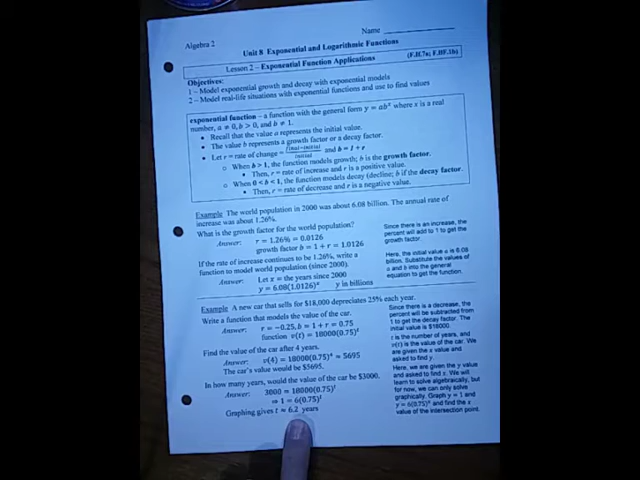 Algebra 2
Name
Unit 8 Exponential and Logarithmic Functions
Lesson 2 – Exponential Function Applications
(F.IF.7e; F.BF.1b)
Objectives:
1 – Model exponential growth and decay with exponential models
2 – Model real-life situations with exponential functions and use to find values
exponential function – a function with the general form y = abˣ where x is a real
number, a ≠ 0, b > 0, and b ≠ 1.
• Recall that the value a represents the initial value.
• The value b represents a growth factor or a decay factor.
• Let r = rate of change = (final−initial)/initial and b = 1 + r
○ When b > 1, the function models growth; b is the growth factor.
• Then, r = rate of increase and r is a positive value.
○ When 0 < b < 1, the function models decay (decline; b if the decay factor.
• Then, r = rate of decrease and r is a negative value.
Example The world population in 2000 was about 6.08 billion. The annual rate of
increase was about 1.26%.
What is the growth factor for the world population?
Answer: r = 1.26% = 0.0126
growth factor b = 1 + r = 1.0126
Since there is an increase, the
percent will add to 1 to get the
growth factor.
If the rate of increase continues to be 1.26%, write a
function to model world population (since 2000).
Answer: Let x = the years since 2000
y = 6.08(1.0126)ˣ y in billions
Here, the initial value a is 6.08
billion. Substitute the values of
a and b into the general
equation to get the function.
Example A new car that sells for $18,000 depreciates 25% each year.
Write a function that models the value of the car.
Answer: r = −0.25, b = 1 + r = 0.75
function v(t) = 18000(0.75)ᵗ
Since there is a decrease, the
percent will be subtracted from
1 to get the decay factor. The
initial value is $18000.
Find the value of the car after 4 years.
Answer: v(4) = 18000(0.75)⁴ ≈ 5695
The car's value would be $5695.
t is the number of years, and
v(t) is the value of the car. We
are given the x value and
asked to find y.
In how many years, would the value of the car be $3000.
Answer: 3000 = 18000(0.75)ᵗ
⇒ 1 = 6(0.75)ᵗ
Graphing gives t ≈ 6.2 years
Here, we are given the y value
and asked to find x. We will
learn to solve algebraically, but
for now, we can only solve
graphically. Graph y = 1 and
y = 6(0.75)ˣ and find the x
value of the intersection point.